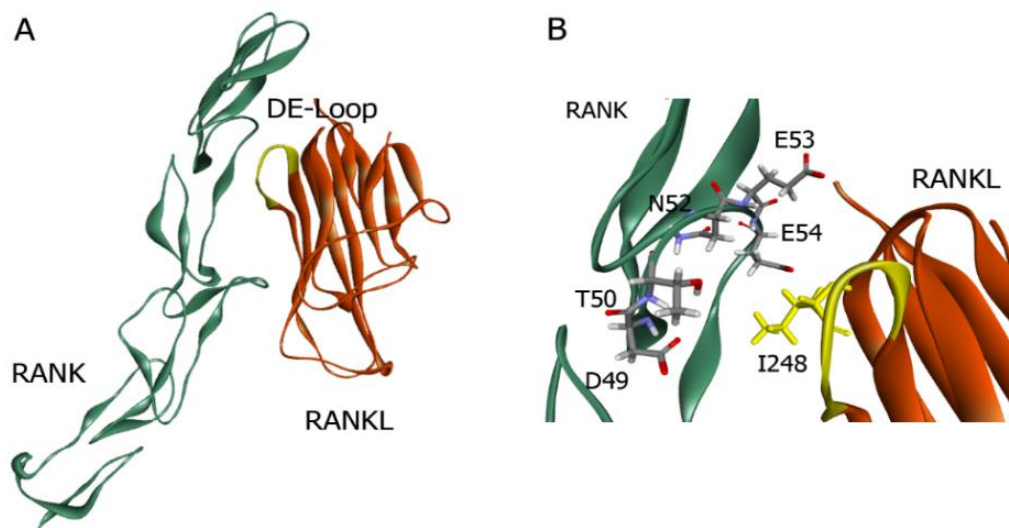 A
DE-Loop
RANK
RANKL
B
RANK
E53
RANKL
N52
E54
T50
I248
D49